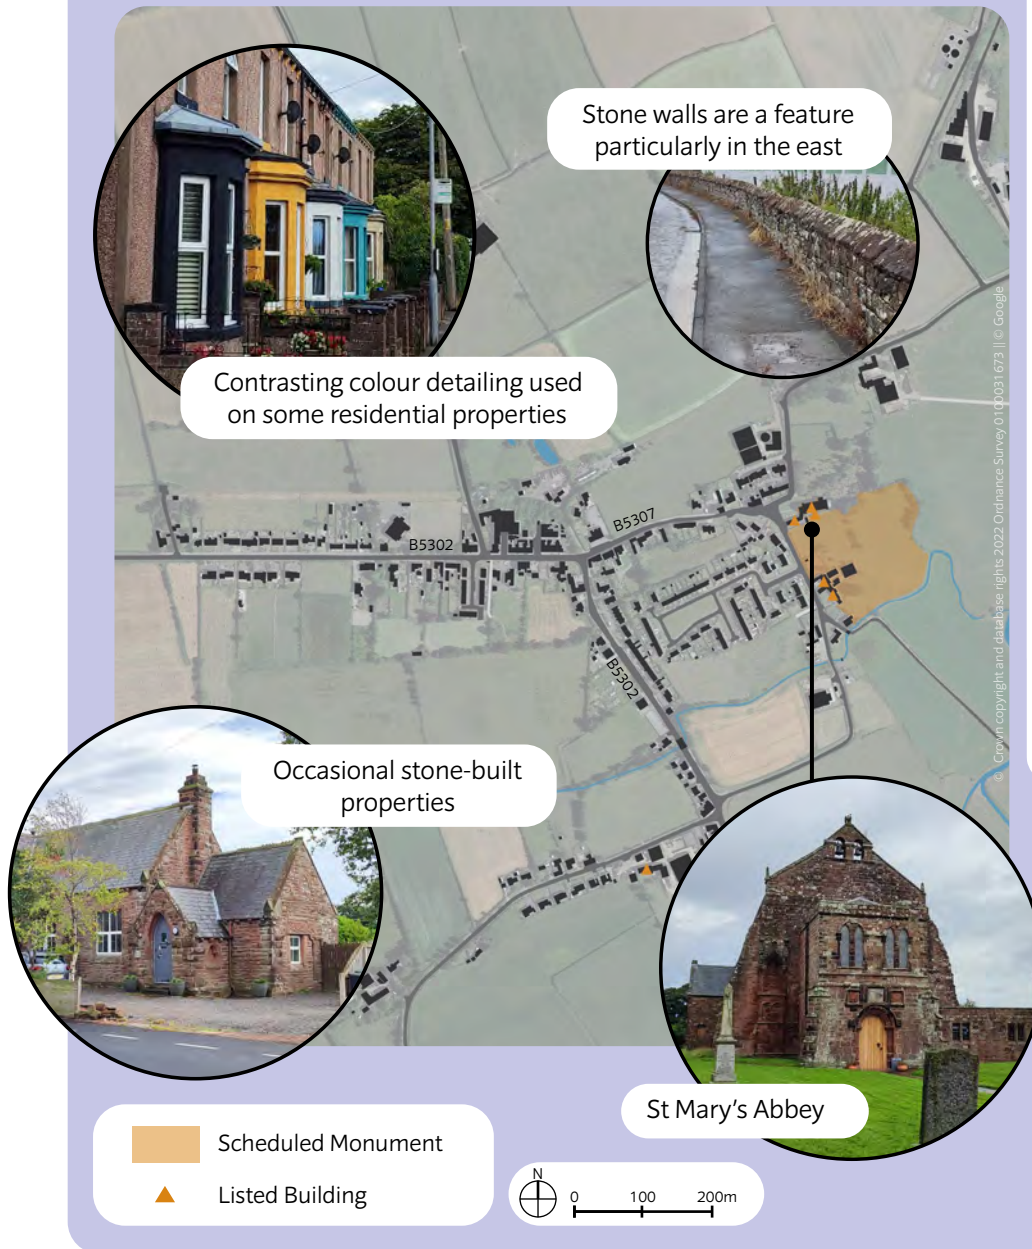 Stone walls are a feature
particularly in the east
Contrasting colour detailing used
on some residential properties
B5307
B5302
B5302
Occasional stone-built
properties
St Mary's Abbey
Scheduled Monument
Listed Building
N
0 100 200m
© Crown copyright and database rights 2022 Ordnance Survey 0100031673 || © Google